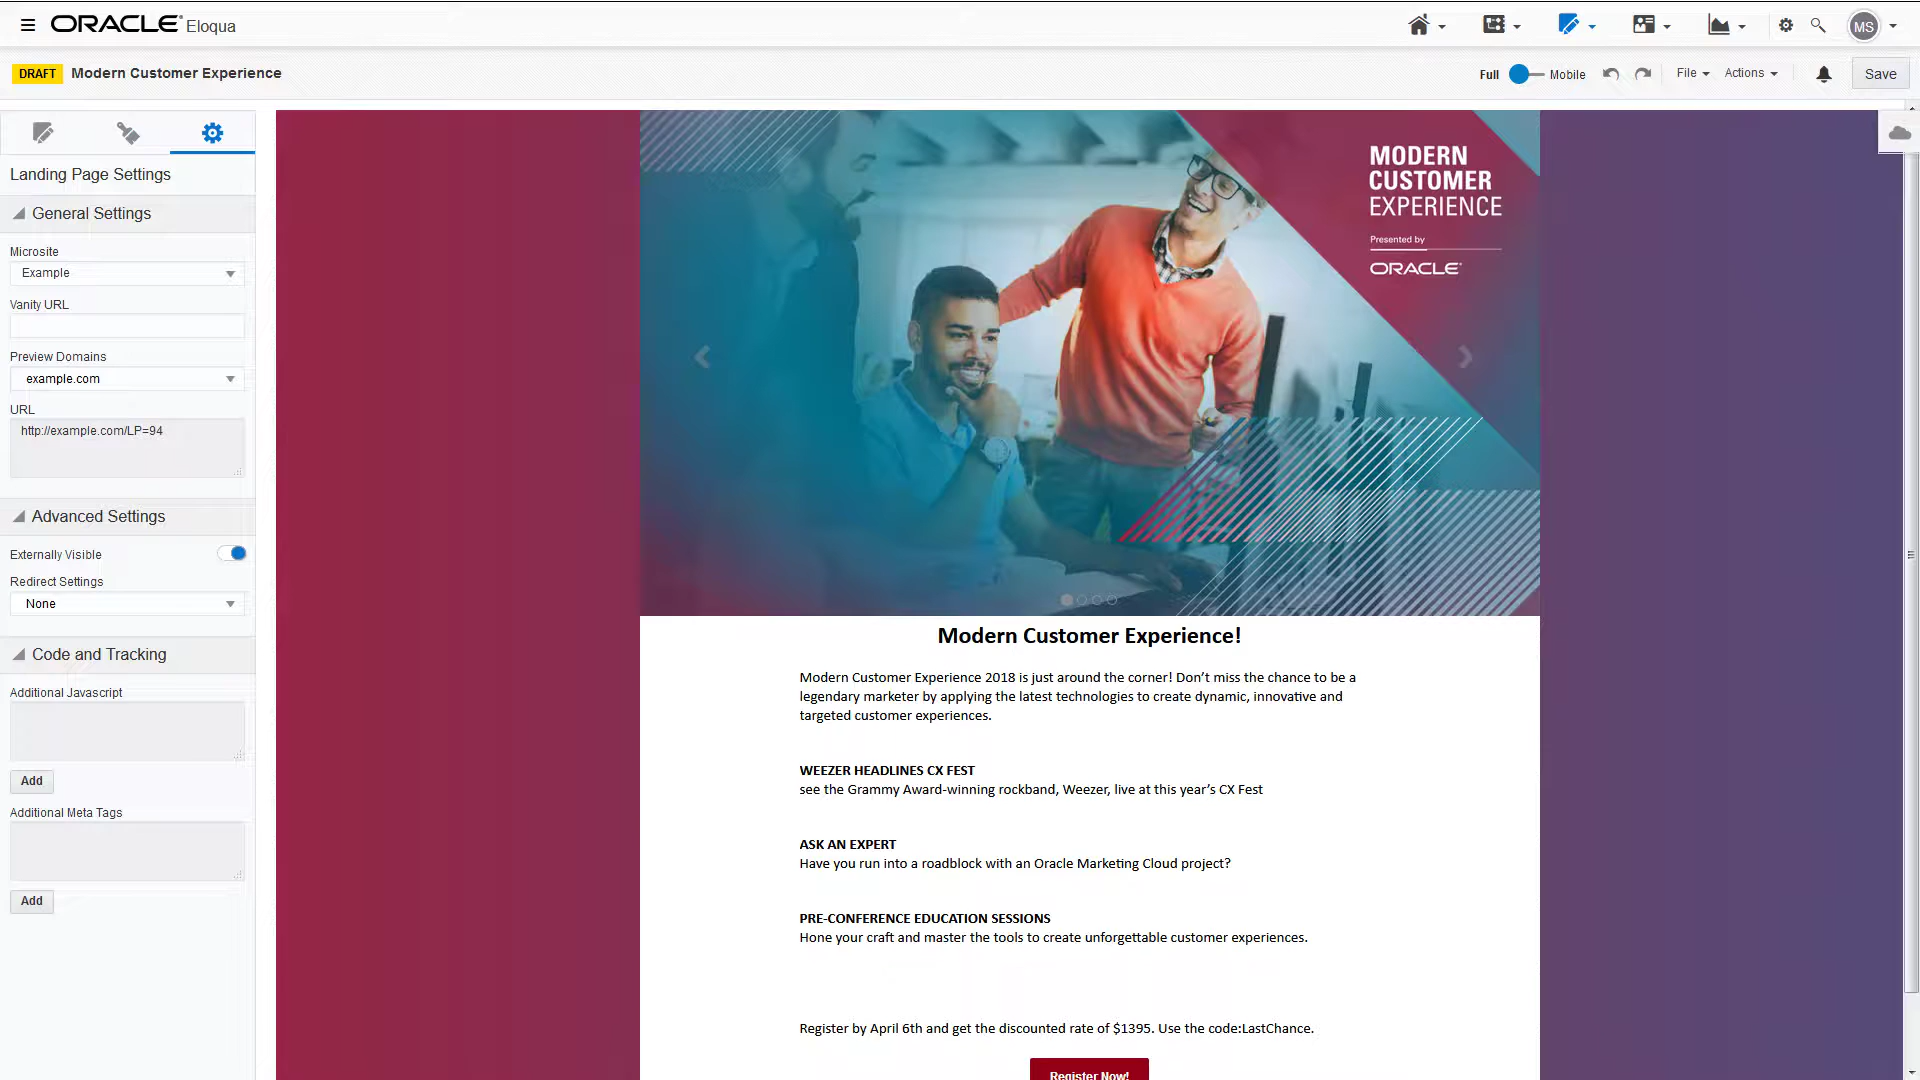 ORACLE Eloqua
MS
DRAFT Modern Customer Experience
Full Mobile File Actions Save
Landing Page Settings
General Settings
Microsite
Example
Vanity URL
Preview Domains
example.com
URL
http://example.com/LP=94
Advanced Settings
Externally Visible
Redirect Settings
None
Code and Tracking
Additional Javascript
Add
Additional Meta Tags
Add
MODERN
CUSTOMER
EXPERIENCE
Presented by
ORACLE
Modern Customer Experience!
Modern Customer Experience 2018 is just around the corner! Don’t miss the chance to be a
legendary marketer by applying the latest technologies to create dynamic, innovative and
targeted customer experiences.
WEEZER HEADLINES CX FEST
see the Grammy Award-winning rockband, Weezer, live at this year’s CX Fest
ASK AN EXPERT
Have you run into a roadblock with an Oracle Marketing Cloud project?
PRE-CONFERENCE EDUCATION SESSIONS
Hone your craft and master the tools to create unforgettable customer experiences.
Register by April 6th and get the discounted rate of $1395. Use the code:LastChance.
Register Now!